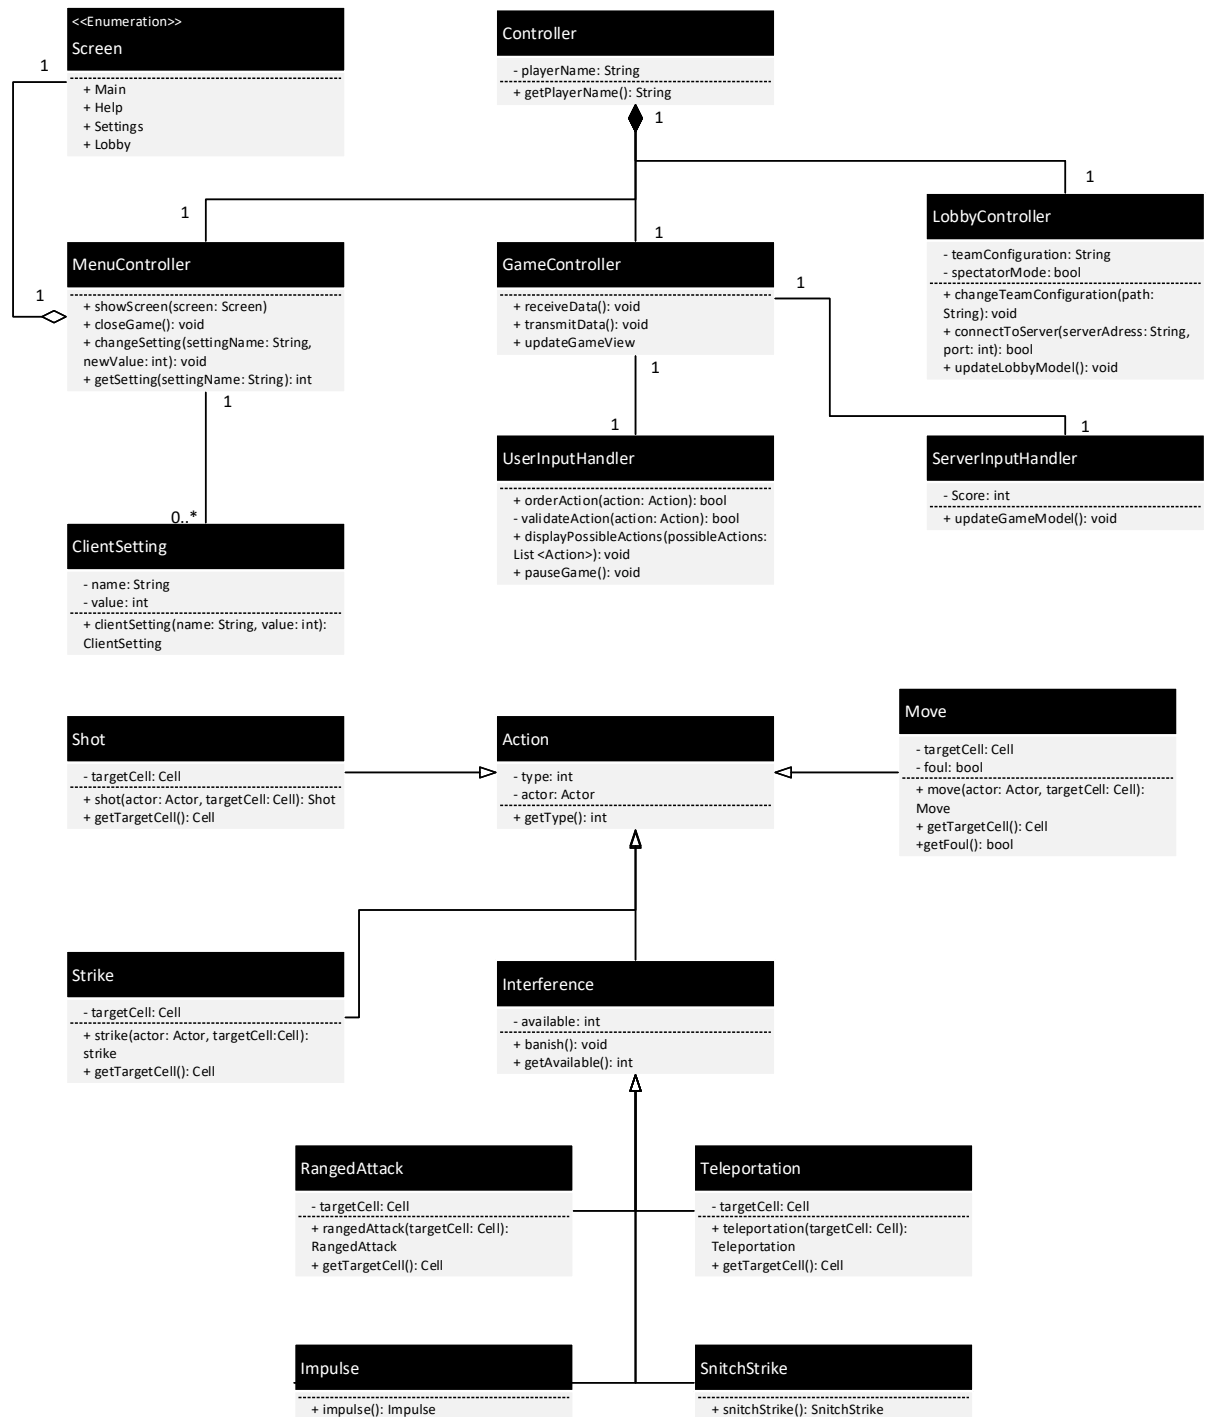 <<Enumeration>>
Screen
+ Main
+ Help
+ Settings
+ Lobby
1
Controller
- playerName: String
+ getPlayerName(): String
1
1
1
1
1
MenuController
+ showScreen(screen: Screen)
+ closeGame(): void
+ changeSetting(settingName: String,
newValue: int): void
+ getSetting(settingName: String): int
1
0..*
GameController
+ receiveData(): void
+ transmitData(): void
+ updateGameView
1
1
1
1
LobbyController
- teamConfiguration: String
- spectatorMode: bool
+ changeTeamConfiguration(path:
String): void
+ connectToServer(serverAdress: String,
port: int): bool
+ updateLobbyModel(): void
UserInputHandler
+ orderAction(action: Action): bool
- validateAction(action: Action): bool
+ displayPossibleActions(possibleActions:
List <Action>): void
+ pauseGame(): void
ServerInputHandler
- Score: int
+ updateGameModel(): void
ClientSetting
- name: String
- value: int
+ clientSetting(name: String, value: int):
ClientSetting
Shot
- targetCell: Cell
+ shot(actor: Actor, targetCell: Cell): Shot
+ getTargetCell(): Cell
Action
- type: int
- actor: Actor
+ getType(): int
Move
- targetCell: Cell
- foul: bool
+ move(actor: Actor, targetCell: Cell):
Move
+ getTargetCell(): Cell
+getFoul(): bool
Strike
- targetCell: Cell
+ strike(actor: Actor, targetCell:Cell):
strike
+ getTargetCell(): Cell
Interference
- available: int
+ banish(): void
+ getAvailable(): int
RangedAttack
- targetCell: Cell
+ rangedAttack(targetCell: Cell):
RangedAttack
+ getTargetCell(): Cell
Teleportation
- targetCell: Cell
+ teleportation(targetCell: Cell):
Teleportation
+ getTargetCell(): Cell
Impulse
+ impulse(): Impulse
SnitchStrike
+ snitchStrike(): SnitchStrike